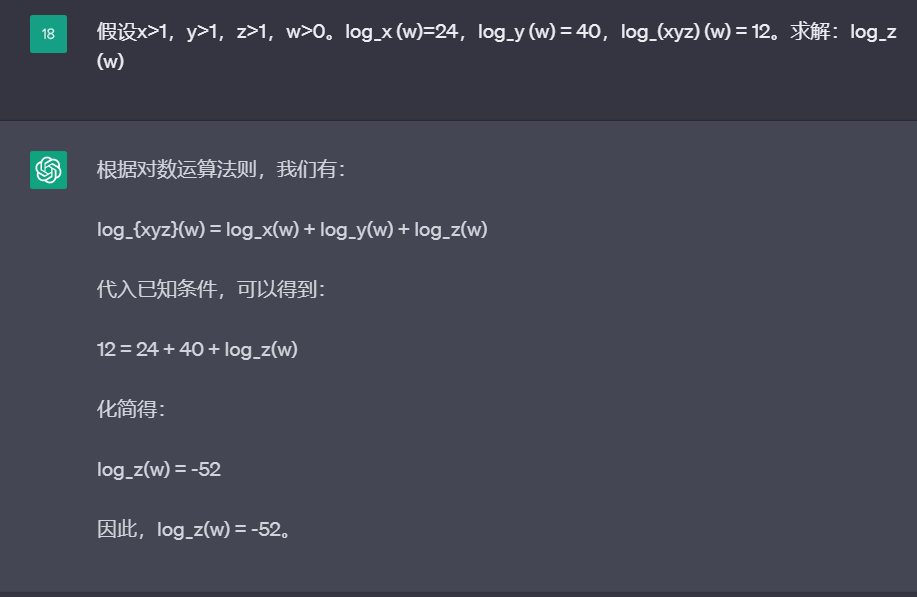 18
假设x>1，y>1，z>1，w>0。log_x (w)=24，log_y (w) = 40，log_(xyz) (w) = 12。求解：log_z
(w)
根据对数运算法则，我们有：
log_{xyz}(w) = log_x(w) + log_y(w) + log_z(w)
代入已知条件，可以得到：
12 = 24 + 40 + log_z(w)
化简得：
log_z(w) = -52
因此，log_z(w) = -52。